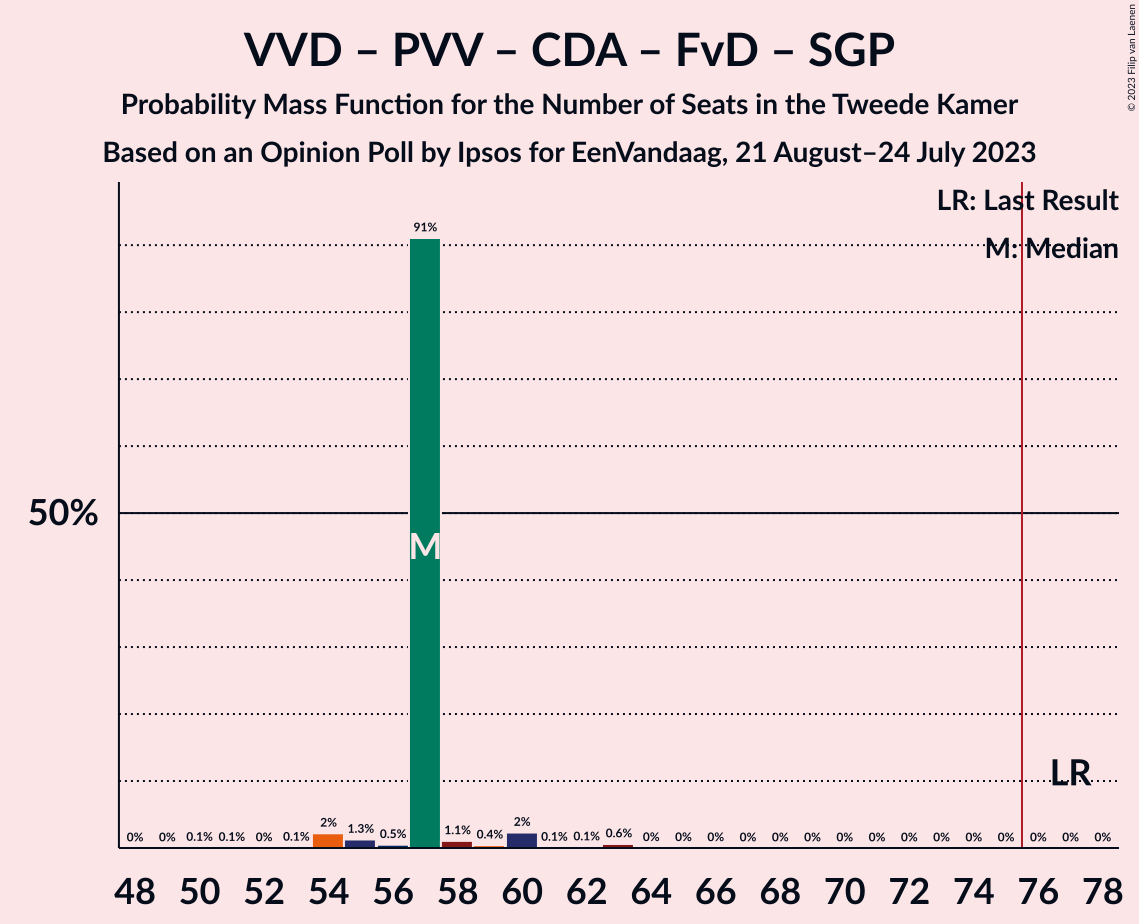 VVD – PVV – CDA – FvD – SGP
Probability Mass Function for the Number of Seats in the Tweede Kamer
Based on an Opinion Poll by Ipsos for EenVandaag, 21 August–24 July 2023
© 2023 Filip van Laenen
LR: Last Result
M: Median
91%
50%
M
LR
0% 0% 0.1% 0.1% 0% 0.1% 2% 1.3% 0.5% 1.1% 0.4% 2% 0.1% 0.1% 0.6% 0% 0% 0% 0% 0% 0% 0% 0% 0% 0% 0% 0% 0% 0% 0%
48 50 52 54 56 58 60 62 64 66 68 70 72 74 76 78